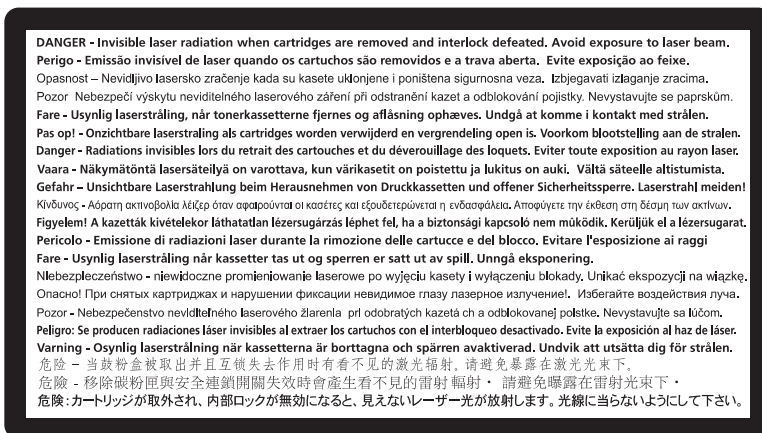 DANGER - Invisible laser radiation when cartridges are removed and interlock defeated. Avoid exposure to laser beam.
Perigo - Emissão invisível de laser quando os cartuchos são removidos e a trava aberta. Evite exposição ao feixe.
Opasnost – Nevidljivo lasersko zračenje kada su kasete uklonjene i poništena sigurnosna veza. Izbjegavati izlaganje zracima.
Pozor Nebezpečí výskytu neviditelného laserového záření při odstranění kazet a odblokování pojistky. Nevystavujte se paprskům.
Fare - Usynlig laserstråling, når tonerkassetterne fjernes og aflåsning ophæves. Undgå at komme i kontakt med strålen.
Pas op! - Onzichtbare laserstraling als cartridges worden verwijderd en vergrendeling open is. Voorkom blootstelling aan de stralen.
Danger - Radiations invisibles lors du retrait des cartouches et du déverouillage des loquets. Eviter toute exposition au rayon laser.
Vaara - Näkymätöntä lasersäteilyä on varottava, kun värikasetit on poistettu ja lukitus on auki. Vältä säteelle altistumista.
Gefahr - Unsichtbare Laserstrahlung beim Herausnehmen von Druckkassetten und offener Sicherheitssperre. Laserstrahl meiden!
Κίνδυνος - Αόρατη ακτινοβολία λέιζερ όταν αφαιρούνται οι κασέτες και εξουδετερώνεται η ενδασφάλεια. Αποφύγετε την έκθεση στη δέσμη των ακτίνων.
Figyelem! A kazetták kivételekor láthatatlan lézersugárzás léphet fel, ha a biztonsági kapcsoló nem mûködik. Kerüljük el a lézersugarat.
Pericolo - Emissione di radiazioni laser durante la rimozione delle cartucce e del blocco. Evitare l'esposizione ai raggi
Fare - Usynlig laserstråling når kassetter tas ut og sperren er satt ut av spill. Unngå eksponering.
NIebezpIeczeństwo - niewidoczne promieniowanie laserowe po wyjęciu kasety i wyłączeniu blokady. Unikać ekspozycji na wiązkę.
Опасно! При снятых картриджах и нарушении фиксации невидимое глазу лазерное излучение!. Избегайте воздействия луча.
Pozor - Nebezpečenstvo nevIdIteľného laserového žIarenIa prI odobratých kazetá ch a odblokovanej poIstke. Nevystavujte sa lúčom.
Peligro: Se producen radiaciones láser invisibles al extraer los cartuchos con el interbloqueo desactivado. Evite la exposición al haz de láser.
Varning - Osynlig laserstrålning när kassetterna är borttagna och spärren avaktiverad. Undvik att utsätta dig för strålen.
危险 – 当鼓粉盒被取出并且互锁失去作用时有看不见的激光辐射，请避免暴露在激光光束下。
危險 - 移除碳粉匣與安全連鎖開關失效時會產生看不見的雷射輻射・ 請避免曝露在雷射光束下・
危険：カートリッジが取外され、内部ロックが無効になると、見えないレーザー光が放射します。光線に当らないようにして下さい。